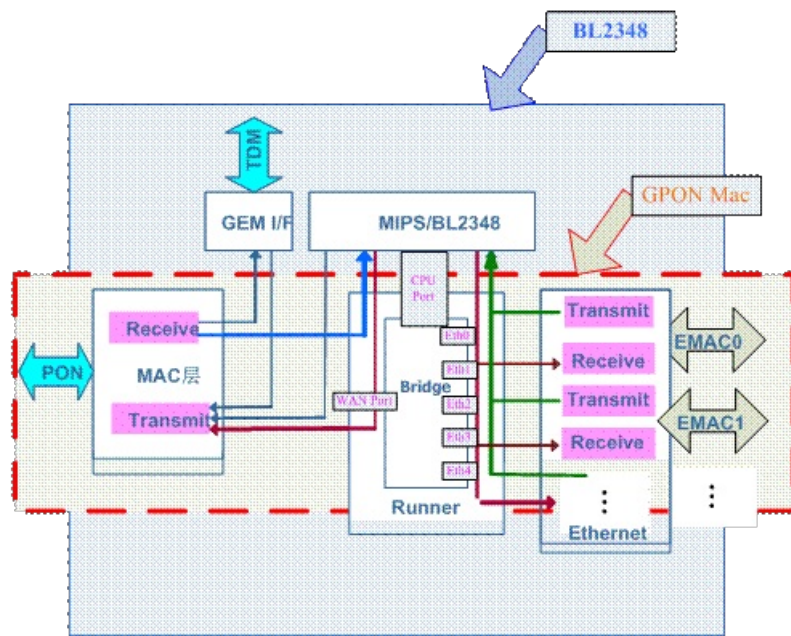 BL2348
TDM
GPON Mac
GEM I/F
MIPS/BL2348
CPU
Port
Receive
MAC层
Transmit
PON
WAN Port
Bridge
Eth0
Eth1
Eth2
Eth3
Eth4
Runner
Transmit
Receive
Transmit
Receive
⋮
Ethernet
EMAC0
EMAC1
⋮